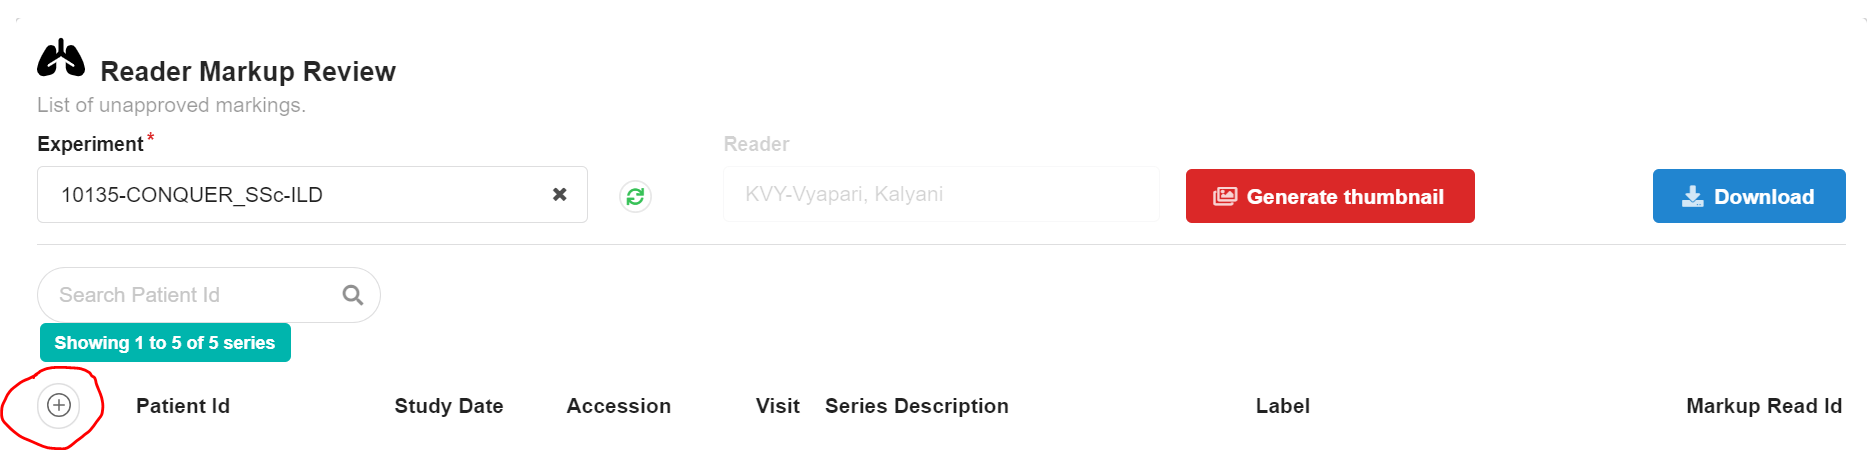 Reader Markup Review
List of unapproved markings.
Experiment*
Reader
10135-CONQUER_SSc-ILD
KVY-Vyapari, Kalyani
Generate thumbnail
Download
Search Patient Id
Showing 1 to 5 of 5 series
Patient Id Study Date Accession Visit Series Description Label Markup Read Id